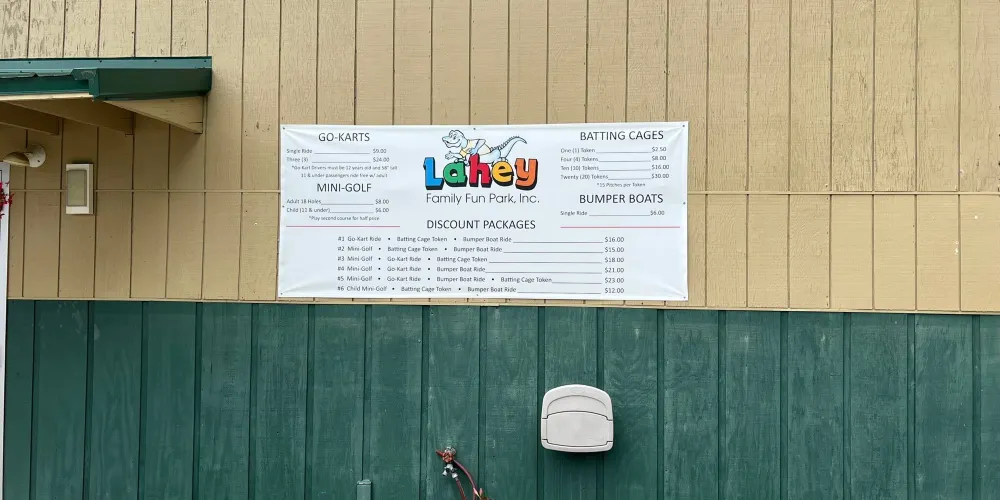 GO-KARTS
Single Ride $9.00
Three (3) $24.00
*Go-Kart Drivers must be 12 years old and 58" tall
11 & under passengers ride free w/ adult
MINI-GOLF
Adult 18 Holes $8.00
Child (11 & under) $6.00
*Play second course for half price
Lahey
Family Fun Park, Inc.
BATTING CAGES
One (1) Token $2.50
Four (4) Tokens $8.00
Ten (10) Tokens $16.00
Twenty (20) Tokens $30.00
*15 Pitches per Token
BUMPER BOATS
Single Ride $6.00
DISCOUNT PACKAGES
#1 Go-Kart Ride • Batting Cage Token • Bumper Boat Ride $16.00
#2 Mini-Golf • Batting Cage Token • Bumper Boat Ride $15.00
#3 Mini-Golf • Go-Kart Ride • Batting Cage Token $18.00
#4 Mini-Golf • Go-Kart Ride • Bumper Boat Ride $21.00
#5 Mini-Golf • Go-Kart Ride • Bumper Boat Ride • Batting Cage Token $23.00
#6 Child Mini-Golf • Batting Cage Token • Bumper Boat Ride $12.00